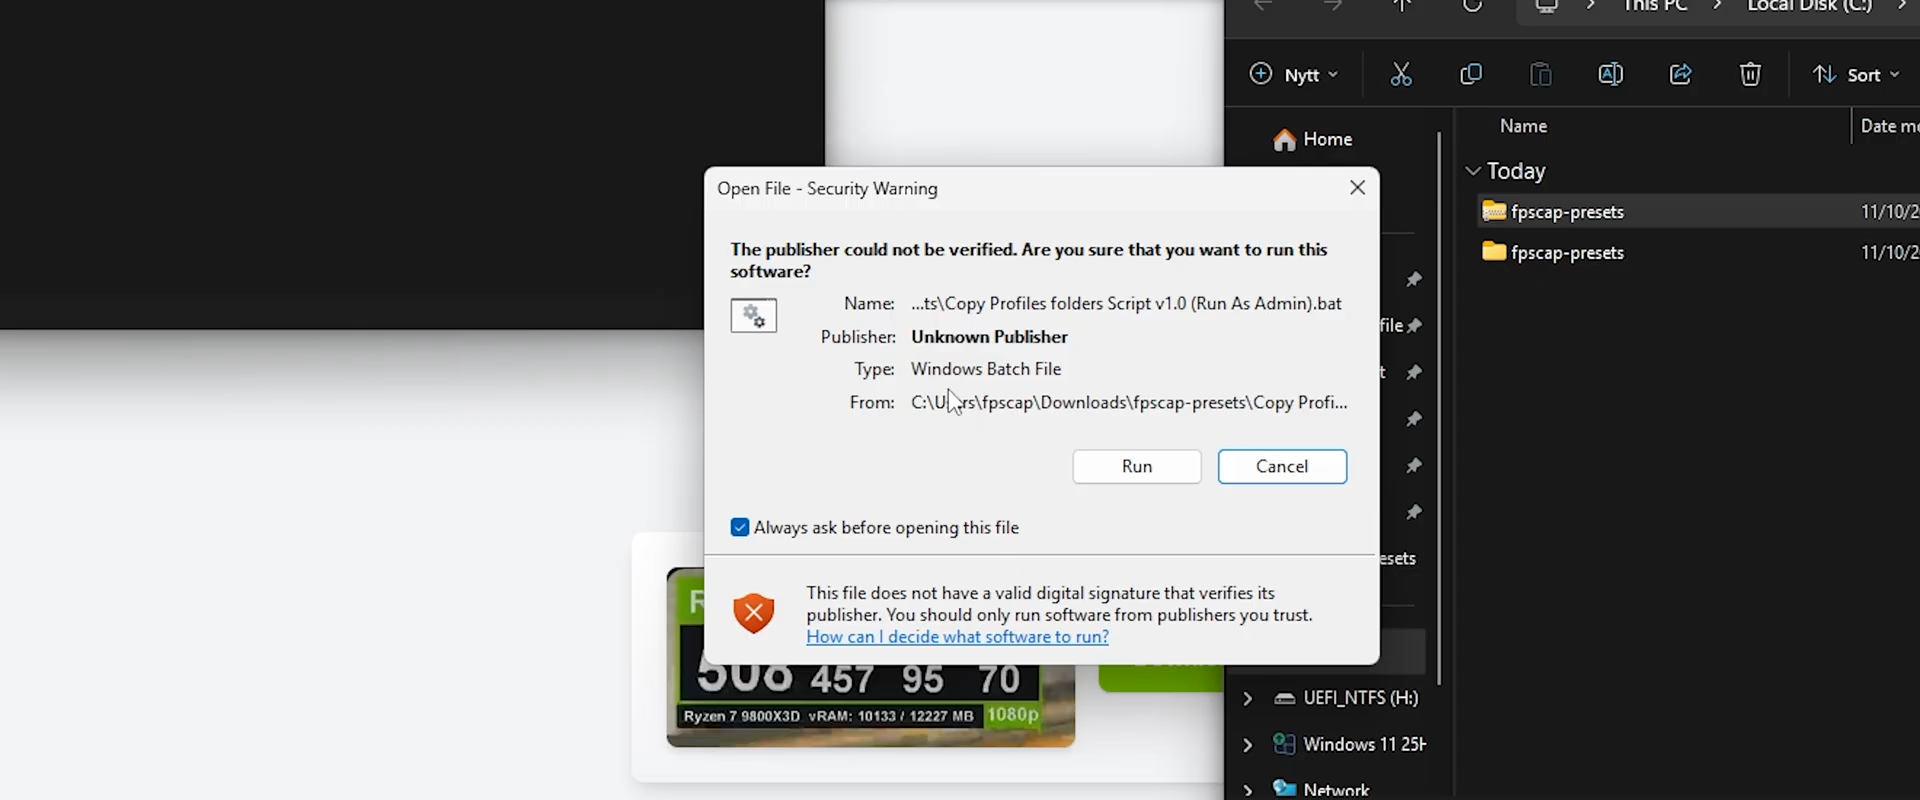 This PC > Local Disk (C:) >
Nytt
Sort
Name
Date mo
Home
Today
fpscap-presets
11/10/2
fpscap-presets
11/10/2
file
t
esets
UEFI_NTFS (H:)
Windows 11 25H
Network
Open File - Security Warning
The publisher could not be verified. Are you sure that you want to run this
software?
Name: ...ts\Copy Profiles folders Script v1.0 (Run As Admin).bat
Publisher: Unknown Publisher
Type: Windows Batch File
From: C:\Users\fpscap\Downloads\fpscap-presets\Copy Profi...
Run
Cancel
Always ask before opening this file
This file does not have a valid digital signature that verifies its
publisher. You should only run software from publishers you trust.
How can I decide what software to run?
R
508 457 95 70
Ryzen 7 9800X3D vRAM: 10133 / 12227 MB 1080p